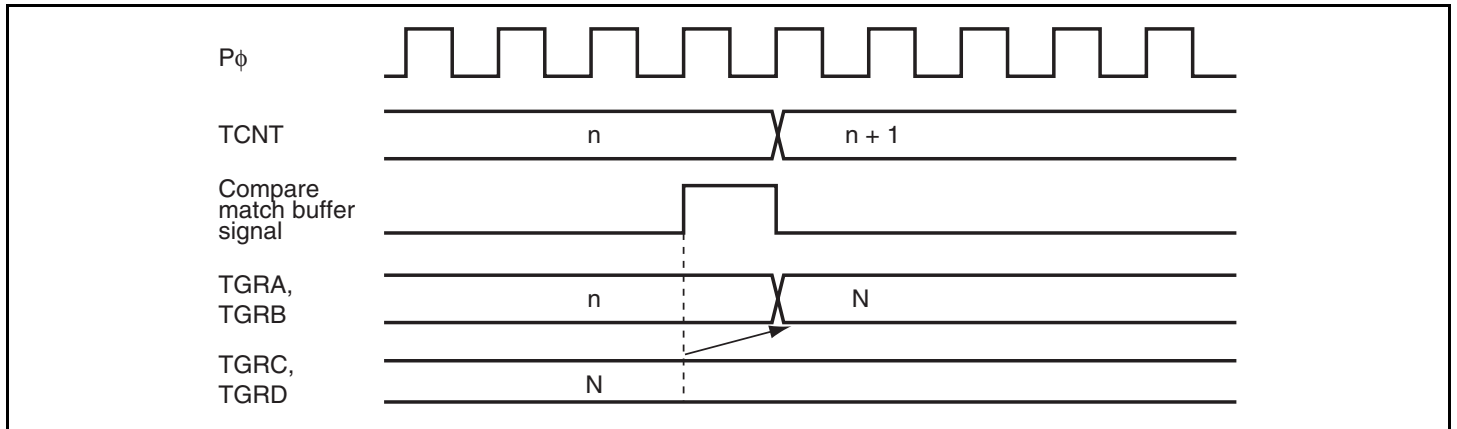 Pϕ
TCNT
n
n + 1
Compare
match buffer
signal
TGRA,
TGRB
n
N
TGRC,
TGRD
N